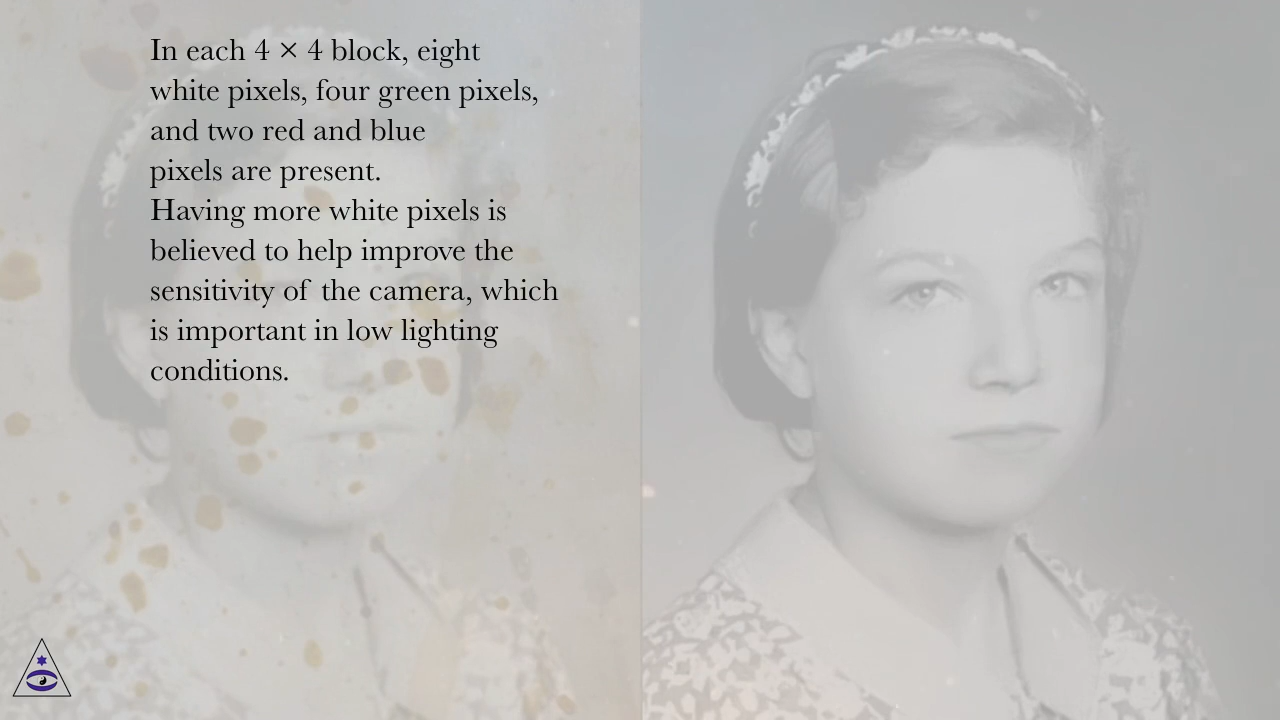 In each 4 × 4 block, eight
white pixels, four green pixels,
and two red and blue
pixels are present.
Having more white pixels is
believed to help improve the
sensitivity of the camera, which
is important in low lighting
conditions.